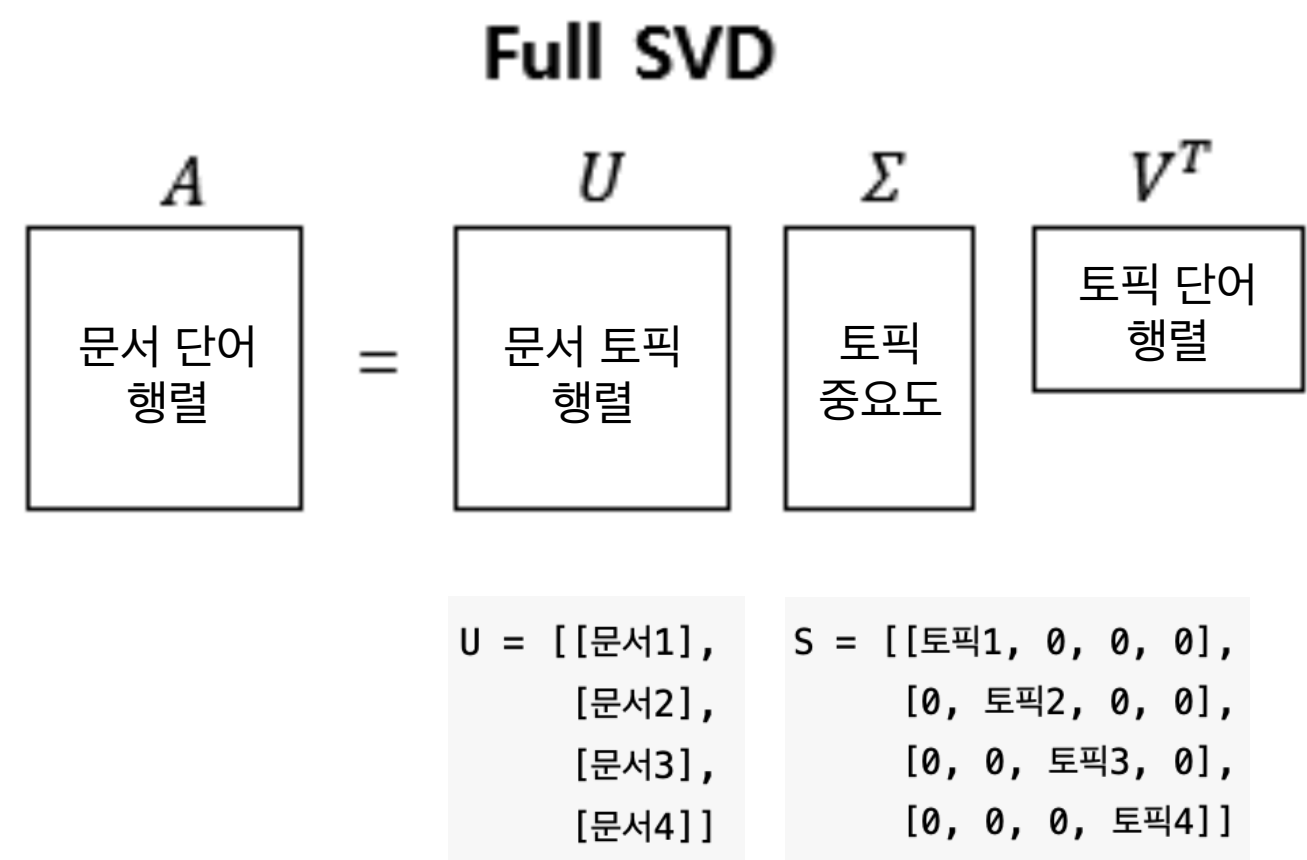 Full SVD
A U Σ V^T
문서 단어
행렬
=
문서 토픽
행렬
토픽
중요도
토픽 단어
행렬
U = [[문서1],
[문서2],
[문서3],
[문서4]]
S = [[토픽1, 0, 0, 0],
[0, 토픽2, 0, 0],
[0, 0, 토픽3, 0],
[0, 0, 0, 토픽4]]